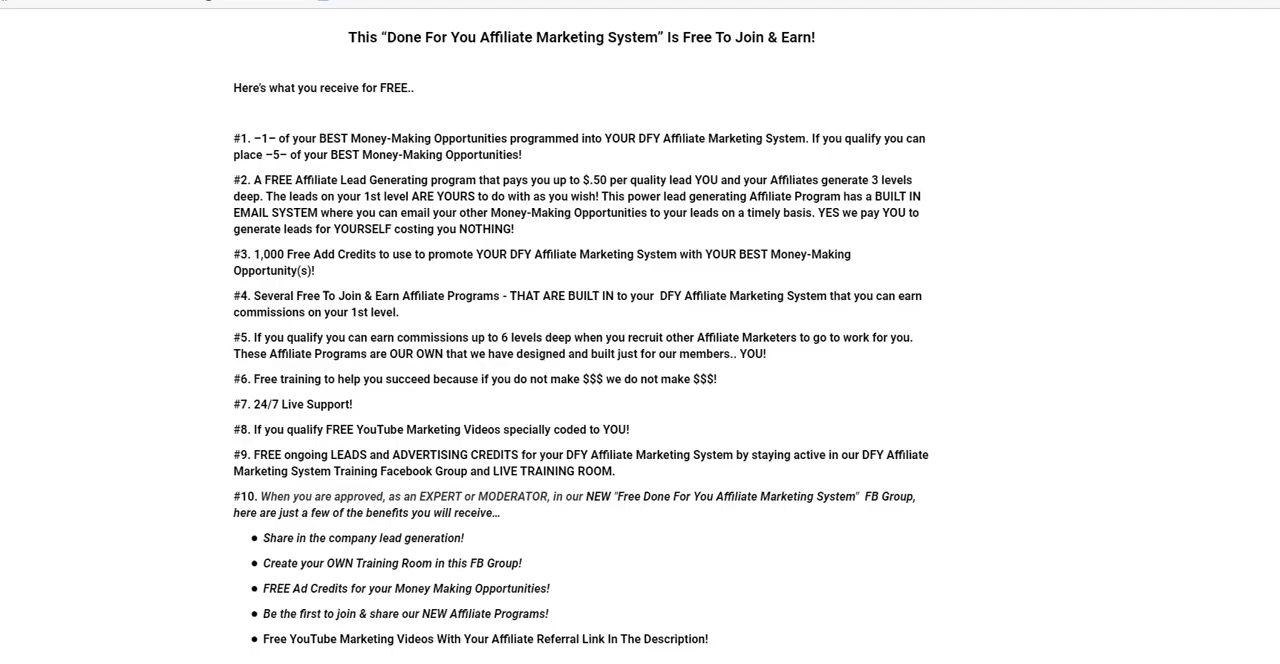 This “Done For You Affiliate Marketing System” Is Free To Join & Earn!
Here’s what you receive for FREE..
#1. –1– of your BEST Money-Making Opportunities programmed into YOUR DFY Affiliate Marketing System. If you qualify you can
place –5– of your BEST Money-Making Opportunities!
#2. A FREE Affiliate Lead Generating program that pays you up to $.50 per quality lead YOU and your Affiliates generate 3 levels
deep. The leads on your 1st level ARE YOURS to do with as you wish! This power lead generating Affiliate Program has a BUILT IN
EMAIL SYSTEM where you can email your other Money-Making Opportunities to your leads on a timely basis. YES we pay YOU to
generate leads for YOURSELF costing you NOTHING!
#3. 1,000 Free Add Credits to use to promote YOUR DFY Affiliate Marketing System with YOUR BEST Money-Making
Opportunity(s)!
#4. Several Free To Join & Earn Affiliate Programs - THAT ARE BUILT IN to your  DFY Affiliate Marketing System that you can earn
commissions on your 1st level.
#5. If you qualify you can earn commissions up to 6 levels deep when you recruit other Affiliate Marketers to go to work for you.
These Affiliate Programs are OUR OWN that we have designed and built just for our members.. YOU!
#6. Free training to help you succeed because if you do not make $$$ we do not make $$$!
#7. 24/7 Live Support!
#8. If you qualify FREE YouTube Marketing Videos specially coded to YOU!
#9. FREE ongoing LEADS and ADVERTISING CREDITS for your DFY Affiliate Marketing System by staying active in our DFY Affiliate
Marketing System Training Facebook Group and LIVE TRAINING ROOM.
#10. When you are approved, as an EXPERT or MODERATOR, in our NEW "Free Done For You Affiliate Marketing System"  FB Group,
here are just a few of the benefits you will receive…
● Share in the company lead generation!
● Create your OWN Training Room in this FB Group!
● FREE Ad Credits for your Money Making Opportunities!
● Be the first to join & share our NEW Affiliate Programs!
● Free YouTube Marketing Videos With Your Affiliate Referral Link In The Description!